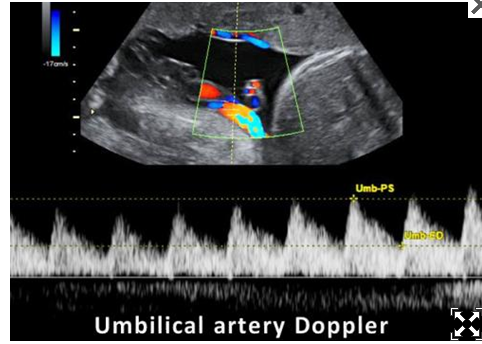 -17cm/s
Umb-PS
Umb-ED
Umbilical artery Doppler